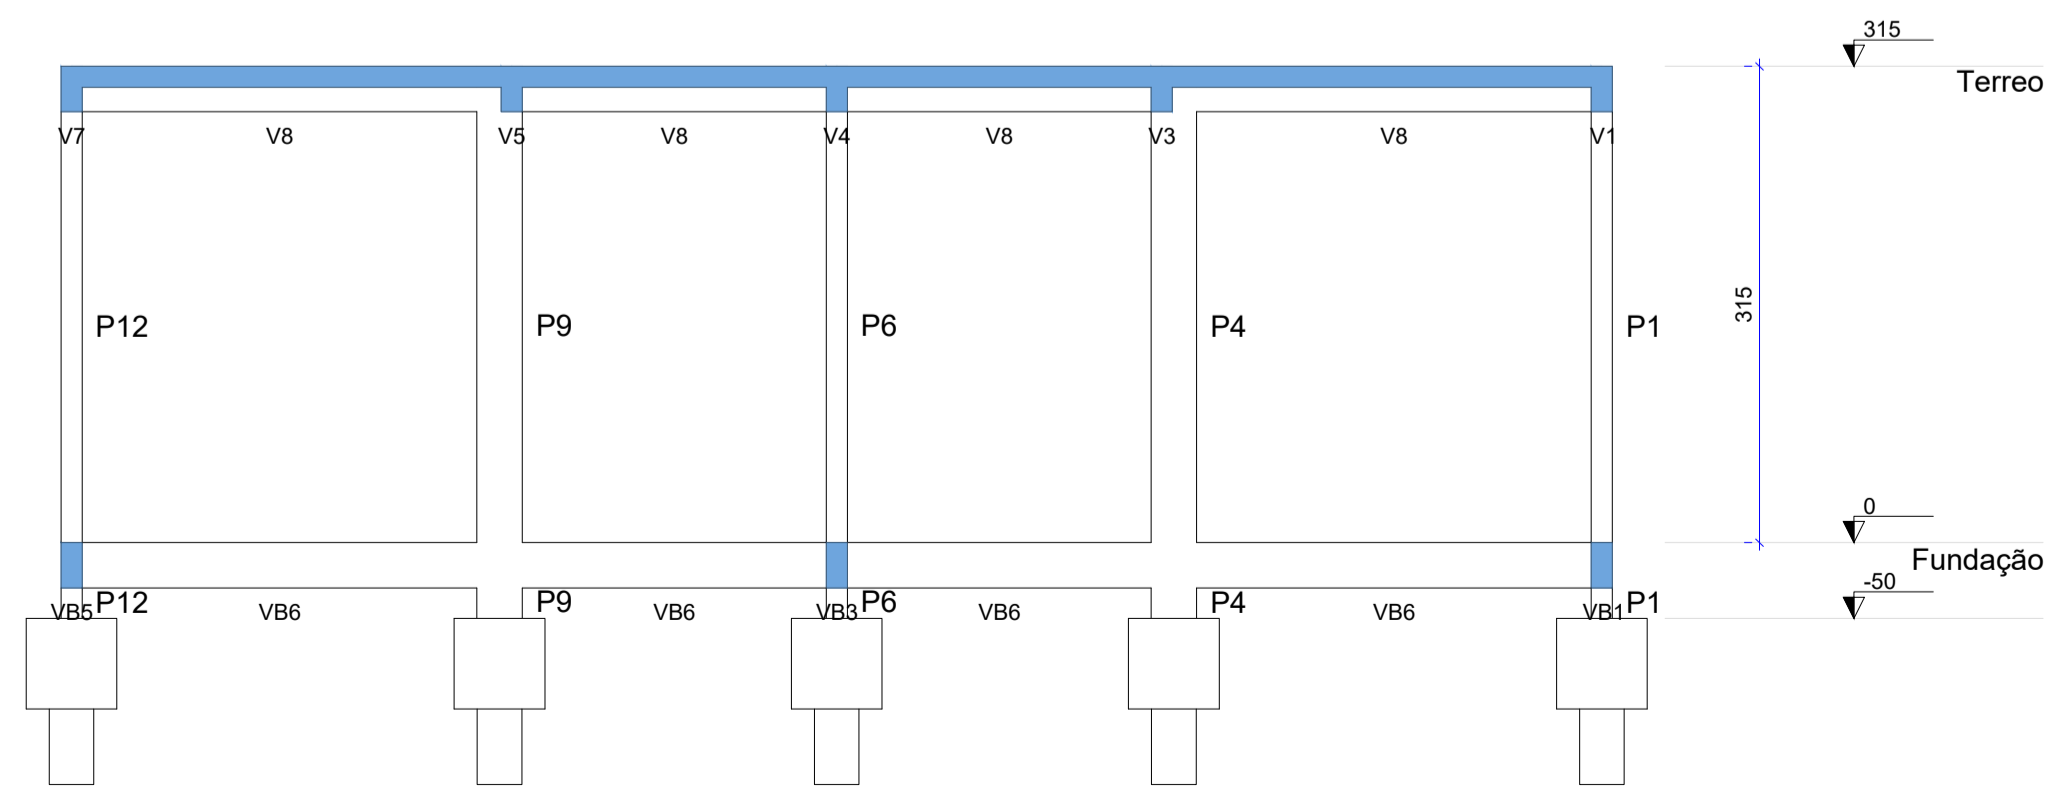 315
Terreo
V7 V8 V5 V8 V4 V8 V3 V8 V1
315
P12 P9 P6 P4 P1
0
Fundação
-50
P12 P9 P6 P4 P1
VB5 VB6 VB6 VB3 VB6 VB6 VB1